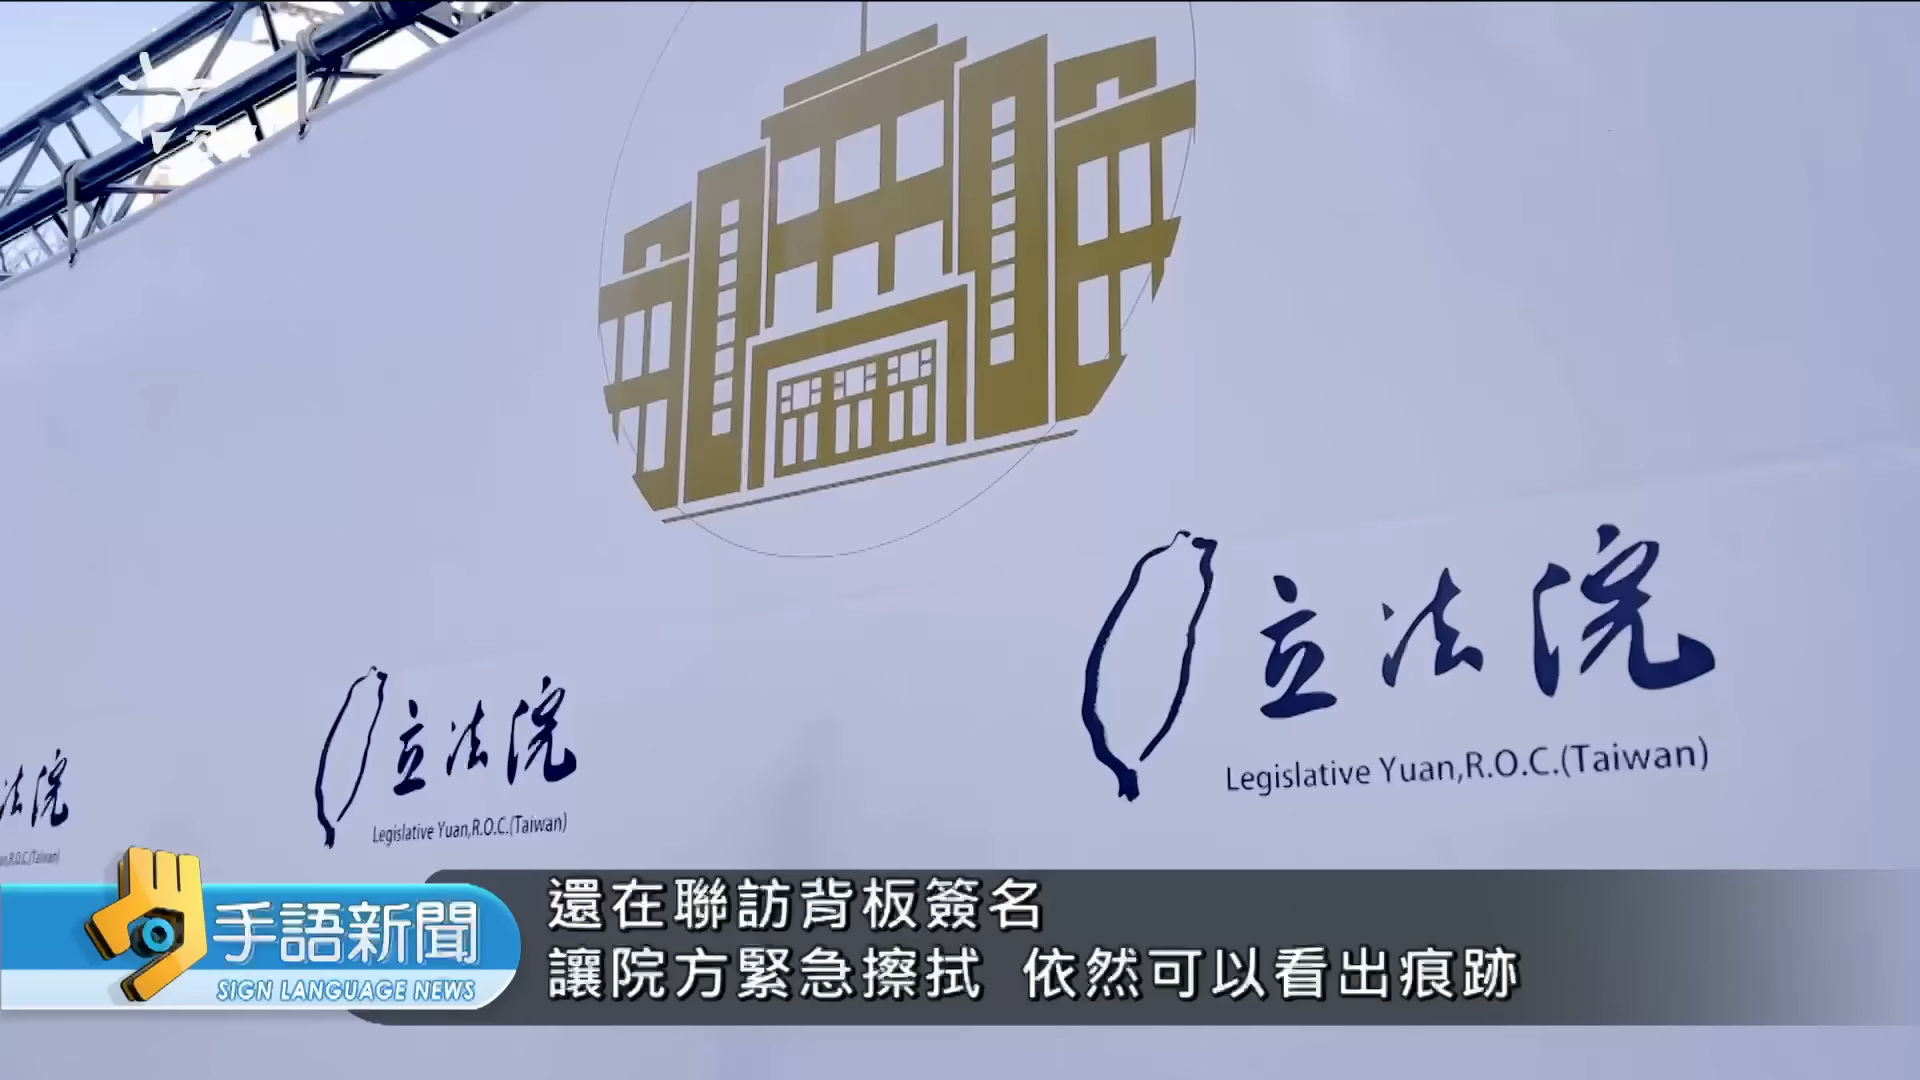 立法院
Legislative Yuan,R.O.C.(Taiwan)
立法院
Legislative Yuan,R.O.C.(Taiwan)
法院
手語新聞
SIGN LANGUAGE NEWS
還在聯訪背板簽名
讓院方緊急擦拭 依然可以看出痕跡